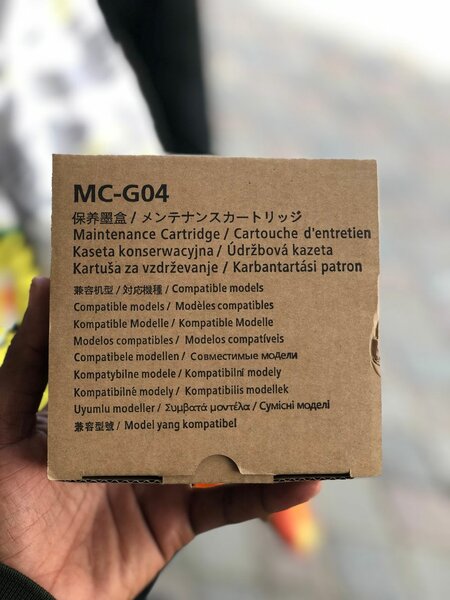 MC-G04
保养墨盒 / メンテナンスカートリッジ
Maintenance Cartridge / Cartouche d'entretien
Kaseta konserwacyjna / Údržbová kazeta
Kartuša za vzdrževanje / Karbantartási patron
兼容机型 / 対応機種 / Compatible models
Compatible models / Modèles compatibles
Kompatible Modelle / Kompatible Modelle
Modelos compatibles / Modelos compatíveis
Compatibele modellen / Совместимые модели
Kompatybilne modele / Kompatibilní modely
Kompatibilné modely / Kompatibilis modellek
Uyumlu modeller / Συμβατά μοντέλα / Сумісні моделі
兼容型號 / Model yang kompatibel